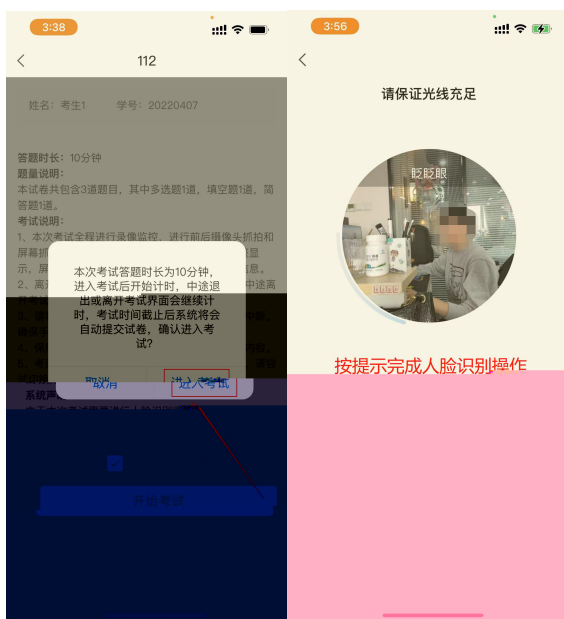 3:38
112
姓名：考生1 学号：20220407
答题时长：10分钟
题量说明：
本试卷共包含3道题目，其中多选题1道，填空题1道，简
答题1道。
考试说明：
1、本次考试全程进行录像监控，进行前后摄像头抓拍和
屏幕抓
显
示，屏
信息。
2、离开
中途离
本次考试答题时长为10分钟，
进入考试后开始计时，中途退
出或离开考试界面会继续计
时，考试时间截止后系统将会
自动提交试卷，确认进入考
试？
取消 进入考试
系统声
开始考试
3:56
请保证光线充足
眨眨眼
按提示完成人脸识别操作